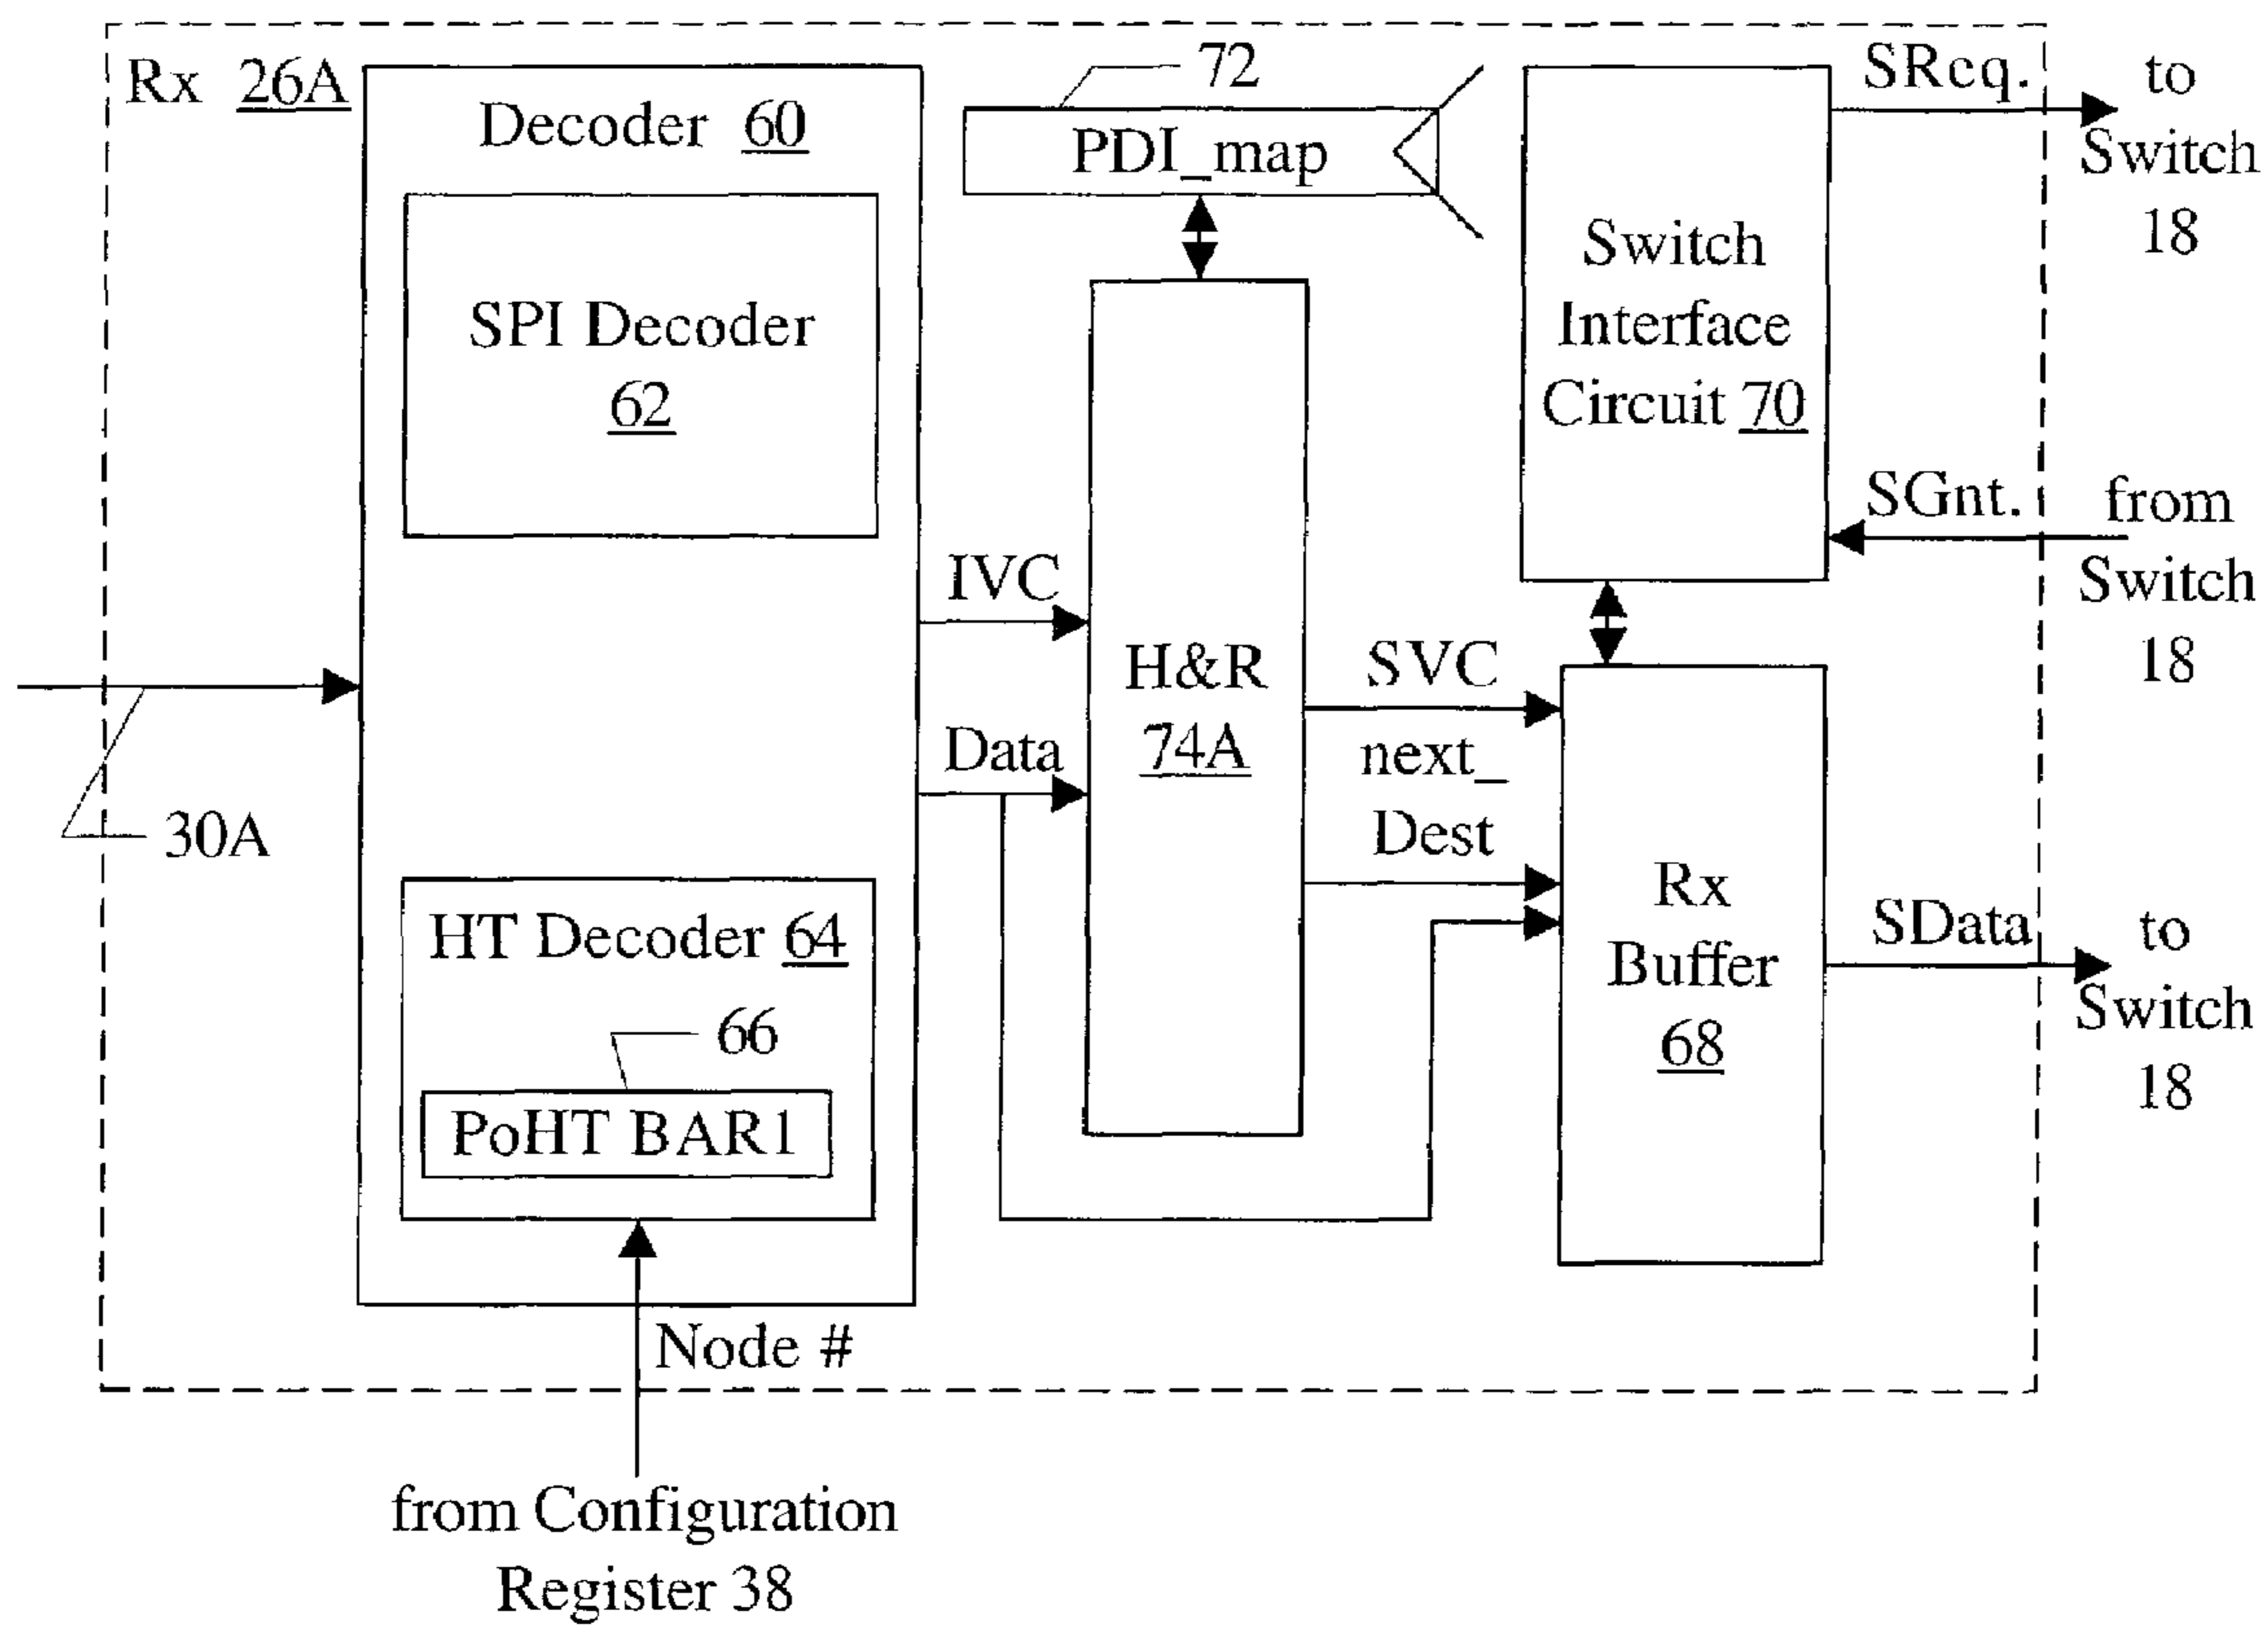 Rx 26A
Decoder 60
SPI Decoder
62
HT Decoder 64
66
PoHT BAR1
30A
Node #
from Configuration
Register 38
72
PDI_map
IVC
Data
H&R
74A
SVC
next_
Dest
Switch
Interface
Circuit 70
Rx
Buffer
68
SReq.
to
Switch
18
SGnt.
from
Switch
18
SData
to
Switch
18